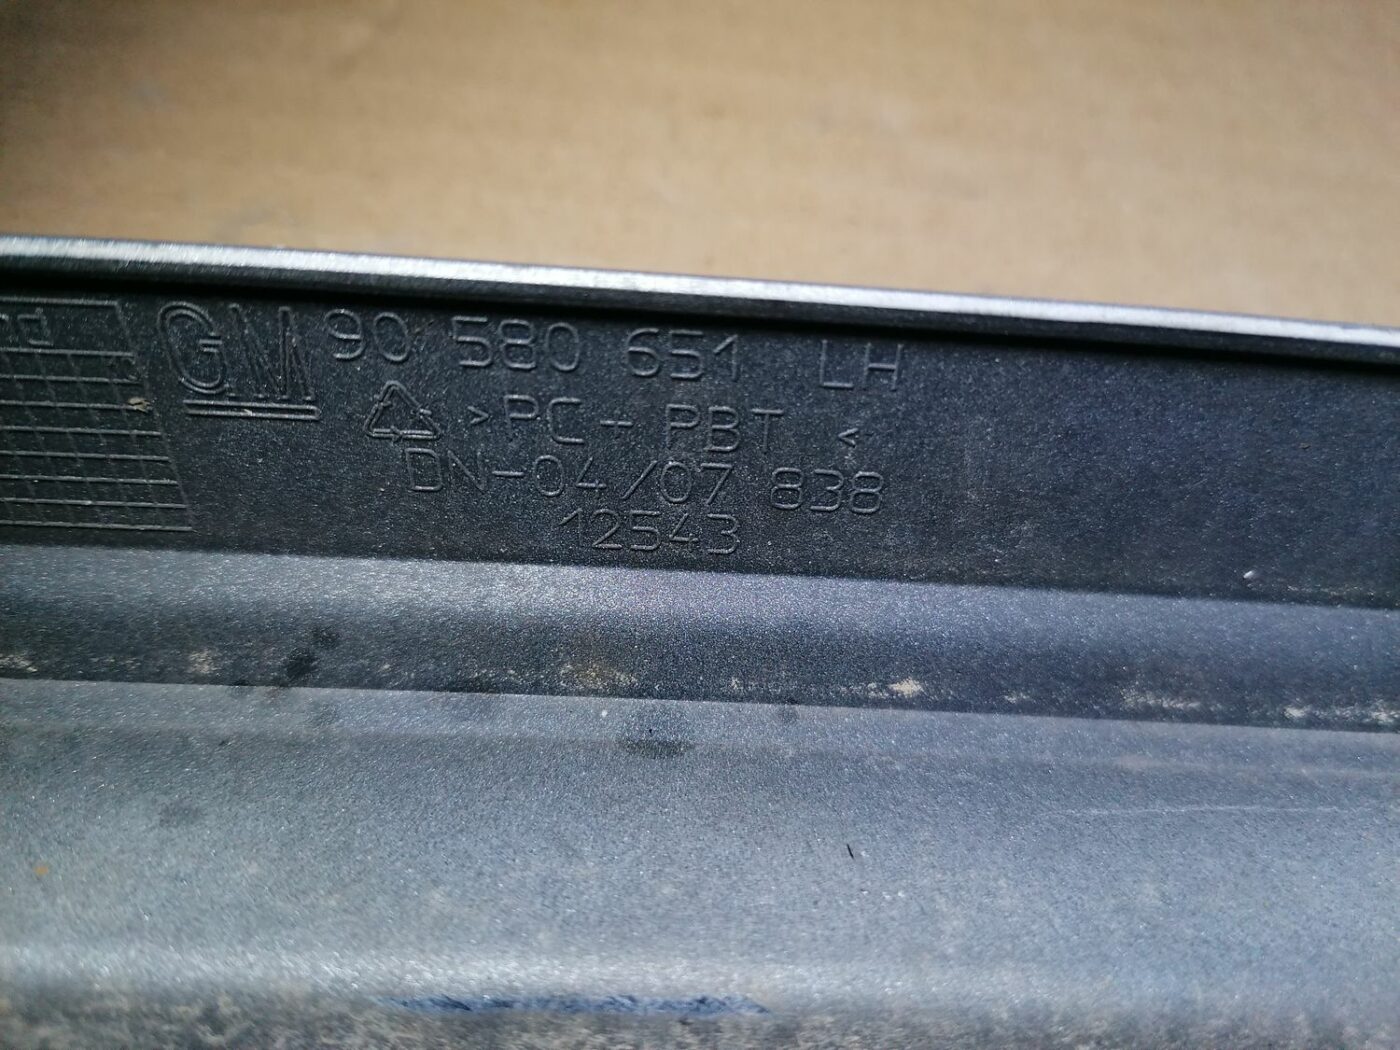 GM 90 580 651 LH
>PC-PBT <
DN-04/07 838
12543